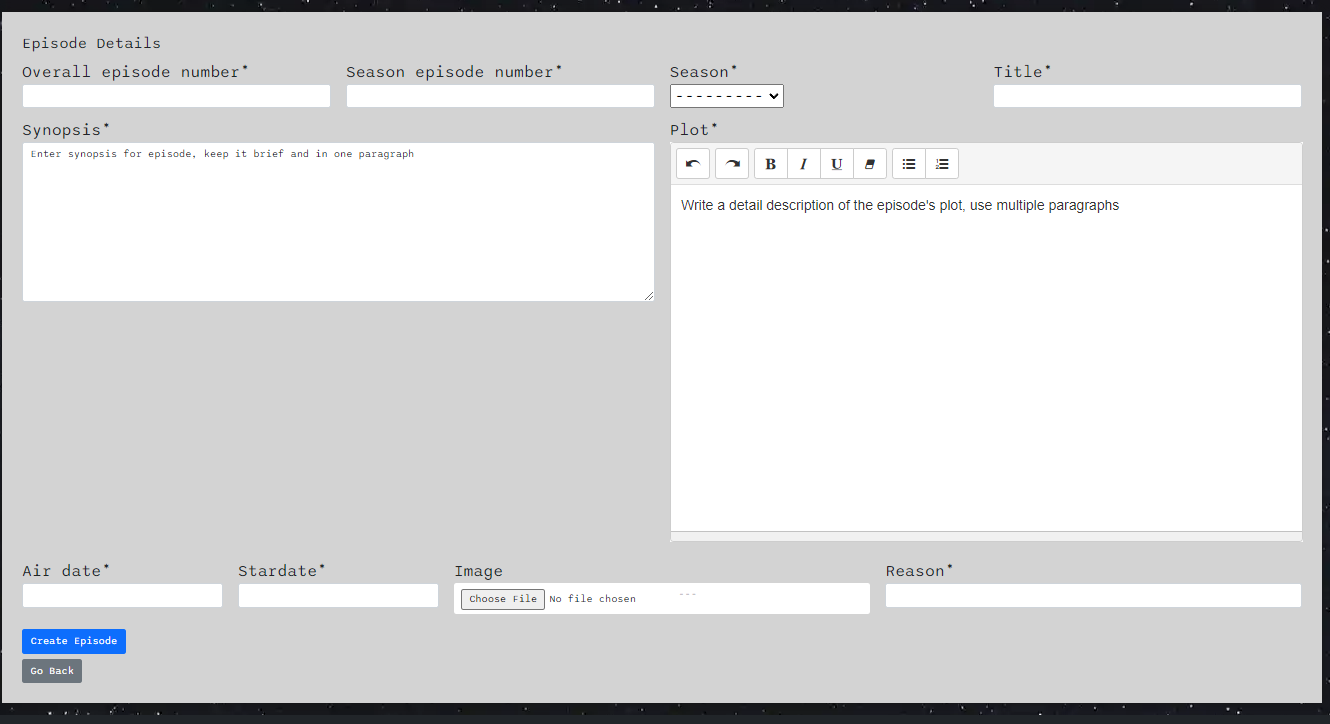 Episode Details
Overall episode number* Season episode number* Season* Title*
---------
Synopsis* Plot*
Enter synopsis for episode, keep it brief and in one paragraph
B I U
Write a detail description of the episode's plot, use multiple paragraphs
Air date* Stardate* Image Reason*
Choose File No file chosen ---
Create Episode
Go Back